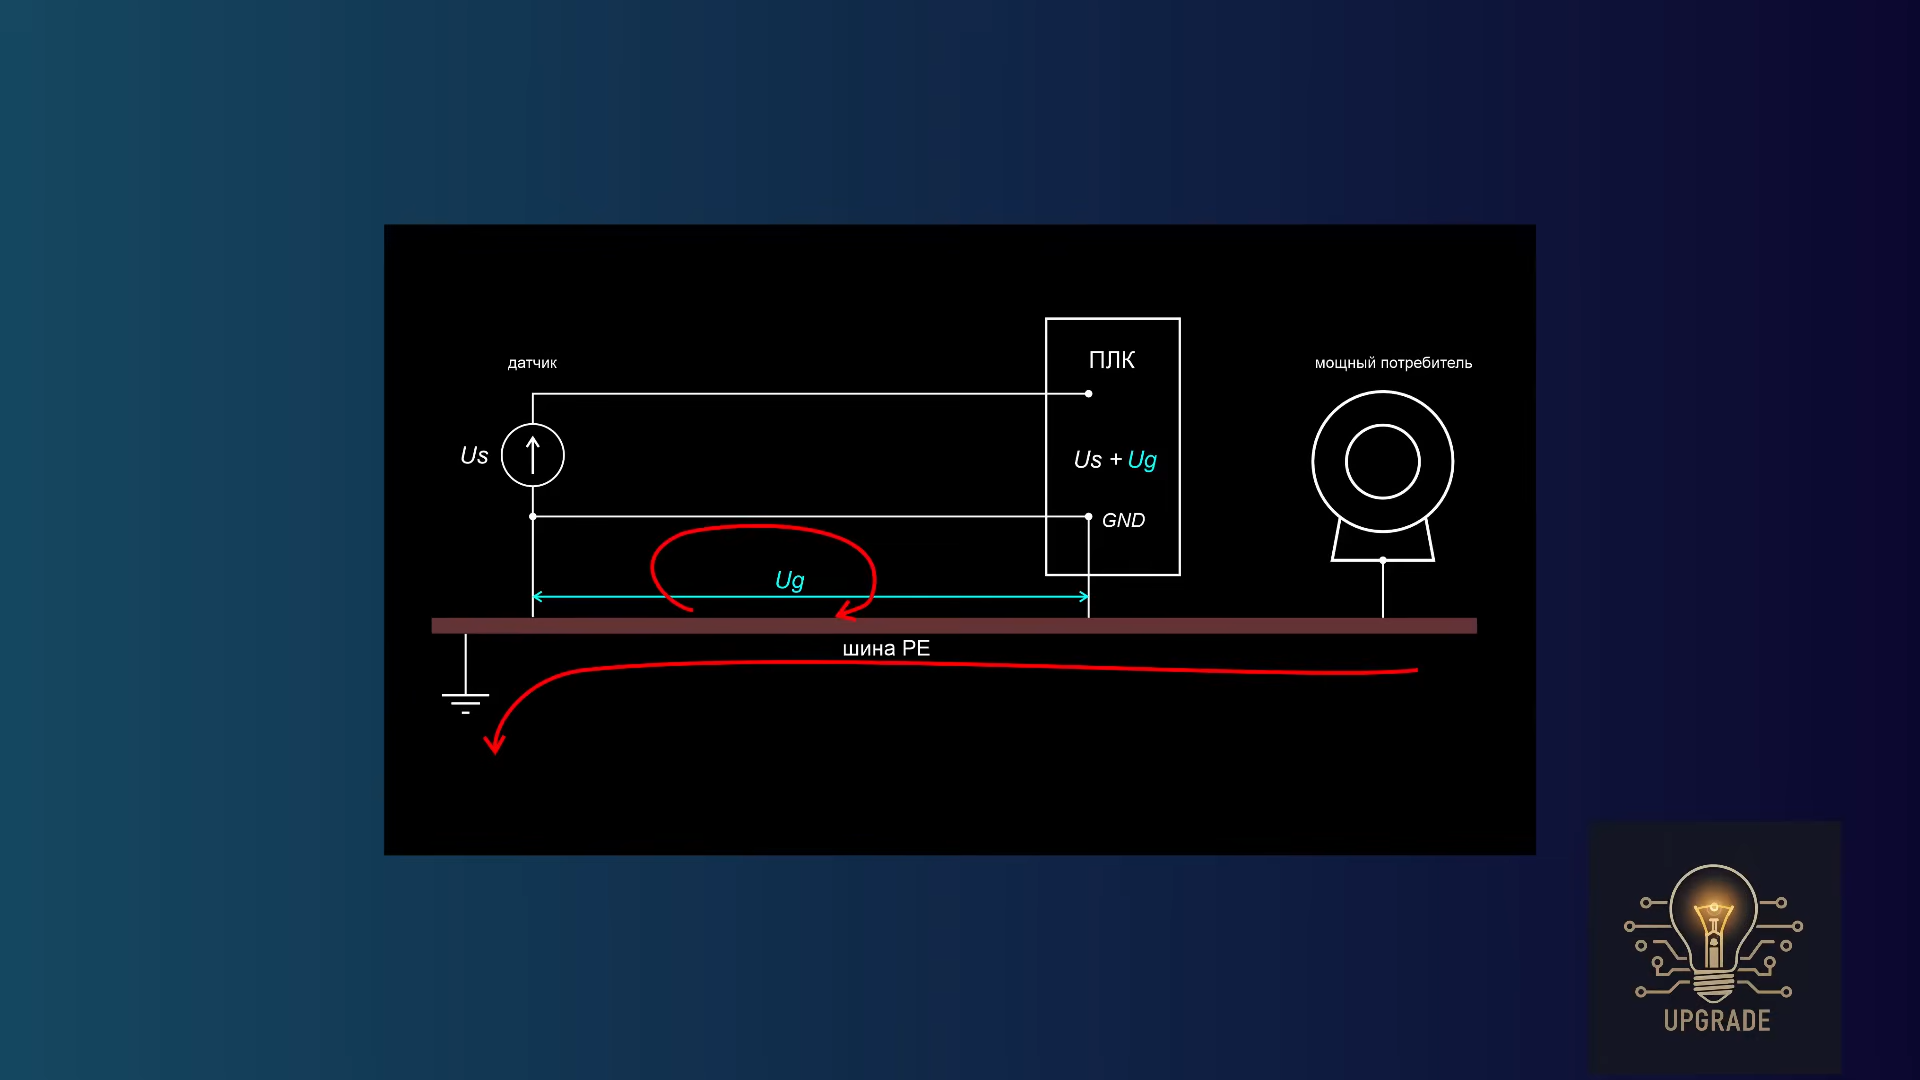 датчик
ПЛК
мощный потребитель
Us
Us + Ug
GND
Ug
шина PE
UPGRADE